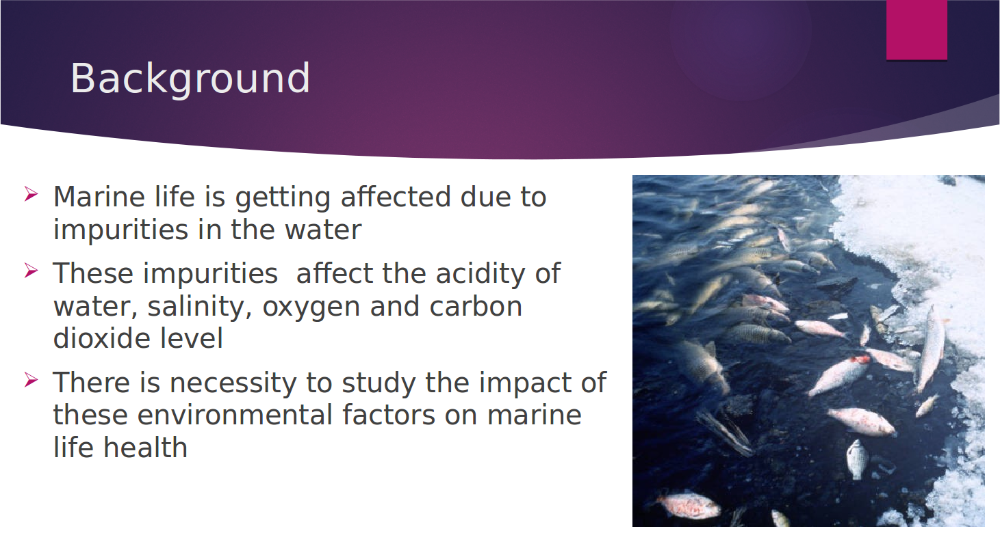 Background
Marine life is getting affected due to
impurities in the water
These impurities  affect the acidity of
water, salinity, oxygen and carbon
dioxide level
There is necessity to study the impact of
these environmental factors on marine
life health